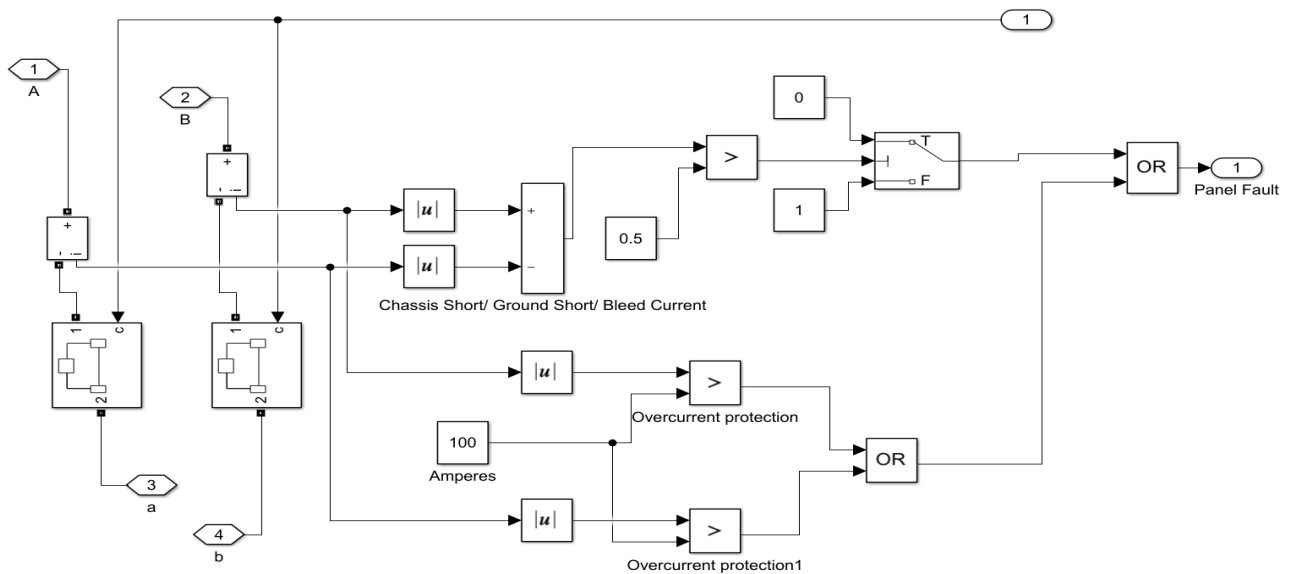 1
1
A
2
B
+
-
i
+
-
i
1
c
2
1
c
2
3
a
4
b
|u|
|u|
+
−
Chassis Short/ Ground Short/ Bleed Current
>
0.5
0
1
T
F
OR
1
Panel Fault
|u|
>
Overcurrent protection
100
Amperes
OR
|u|
>
Overcurrent protection1